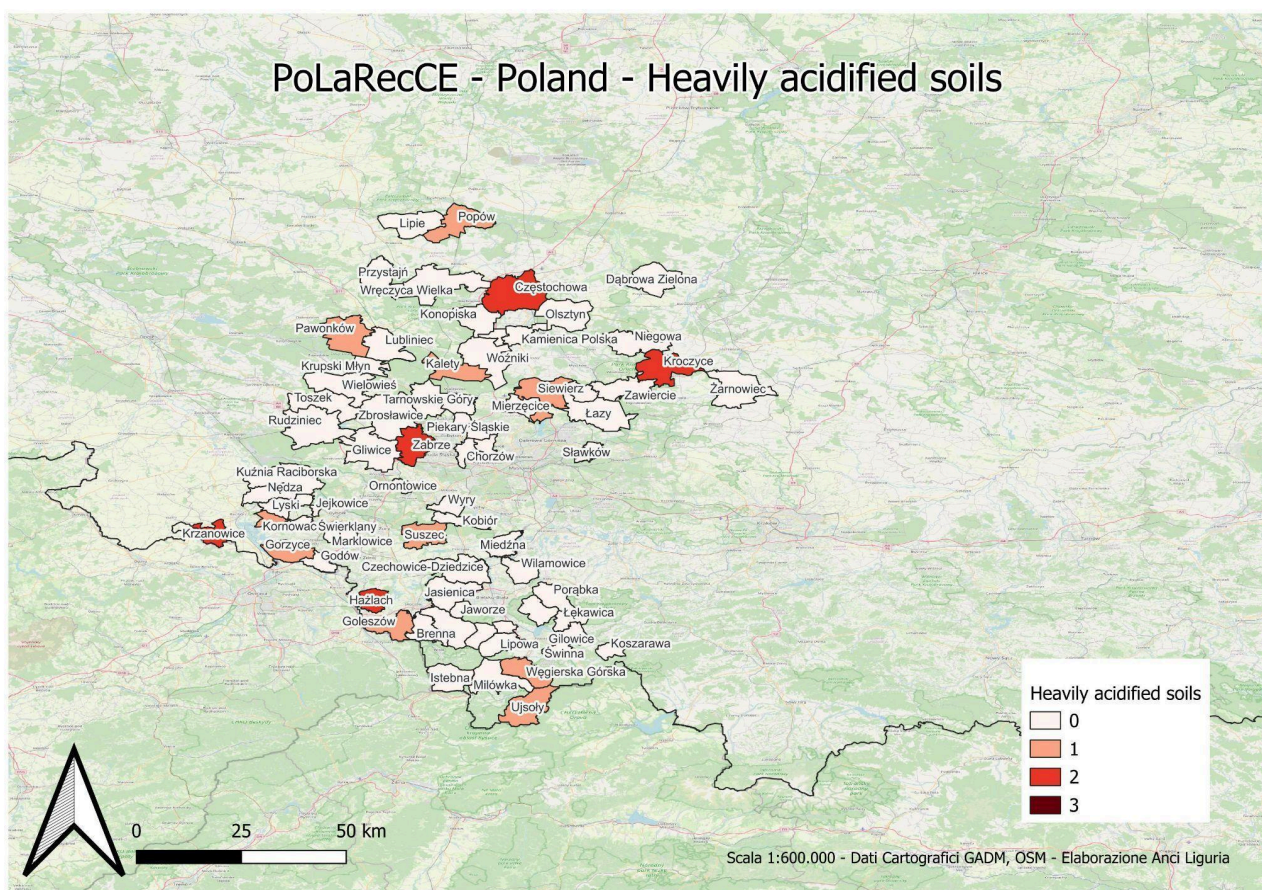 PoLaRecCE - Poland - Heavily acidified soils
Lipie
Popów
Przystajń
Wręczyca Wielka
Częstochowa
Dąbrowa Zielona
Konopiska
Olsztyn
Pawonków
Lubliniec
Kamienica Polska
Niegowa
Krupski Młyn
Kalety
Woźniki
Kroczyce
Wielowieś
Siewierz
Zawiercie
Żarnowiec
Toszek
Tarnowskie Góry
Mierzęcice
Łazy
Rudziniec
Zbrosławice
Piekary Śląskie
Gliwice
Zabrze
Chorzów
Sławków
Kuźnia Raciborska
Nędza
Ornontowice
Lyski
Jejkowice
Wyry
Kobiór
Krzanowice
Kornowac
Świerklany
Suszec
Gorzyce
Marklowice
Miedźna
Godów
Czechowice-Dziedzice
Wilamowice
Jasienica
Porąbka
Hażlach
Jaworze
Łękawica
Goleszów
Brenna
Lipowa
Gilowice
Koszarawa
Świnna
Istebna
Milówka
Węgierska Górska
Ujsoły
Heavily acidified soils
0
1
2
3
0
25
50 km
Scala 1:600.000 - Dati Cartografici GADM, OSM - Elaborazione Anci Liguria